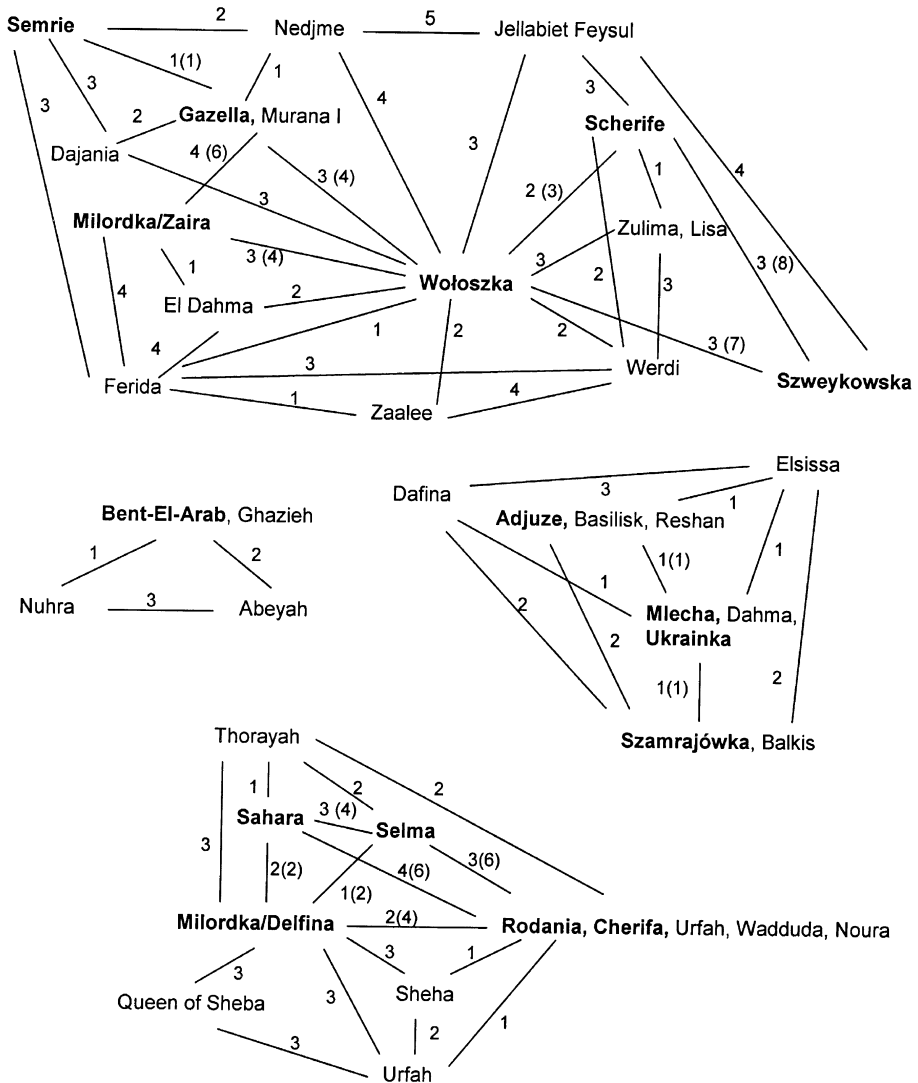 Semrie 2 Nedjme 5 Jellabiet Feysul
1(1) 1
3 3 3
Gazella, Murana I 4 Scherife
2
Dajania 4 (6) 3 (4) 3 1 4
3 2 (3)
Milordka/Zaira Zulima, Lisa
3 (4) 3 3 (8)
1 Wołoszka 2 3
4 El Dahma 2
1 2 2 3 (7)
4 3 Werdi
Ferida Szweykowska
1 Zaalee 4
Elsissa
Dafina 3
1
Bent-El-Arab, Ghazieh Adjuze, Basilisk, Reshan
1 2 1(1) 1
Nuhra 3 Abeyah 2 1 Mlecha, Dahma,
2 Ukrainka
1(1) 2
Thorayah Szamrajówka, Balkis
1 2 2
Sahara 3 (4) Selma
3 2(2) 4(6) 3(6)
1(2)
Milordka/Delfina 2(4) Rodania, Cherifa, Urfah, Wadduda, Noura
3 3 1
Queen of Sheba 3 Sheha
3 2 1
Urfah